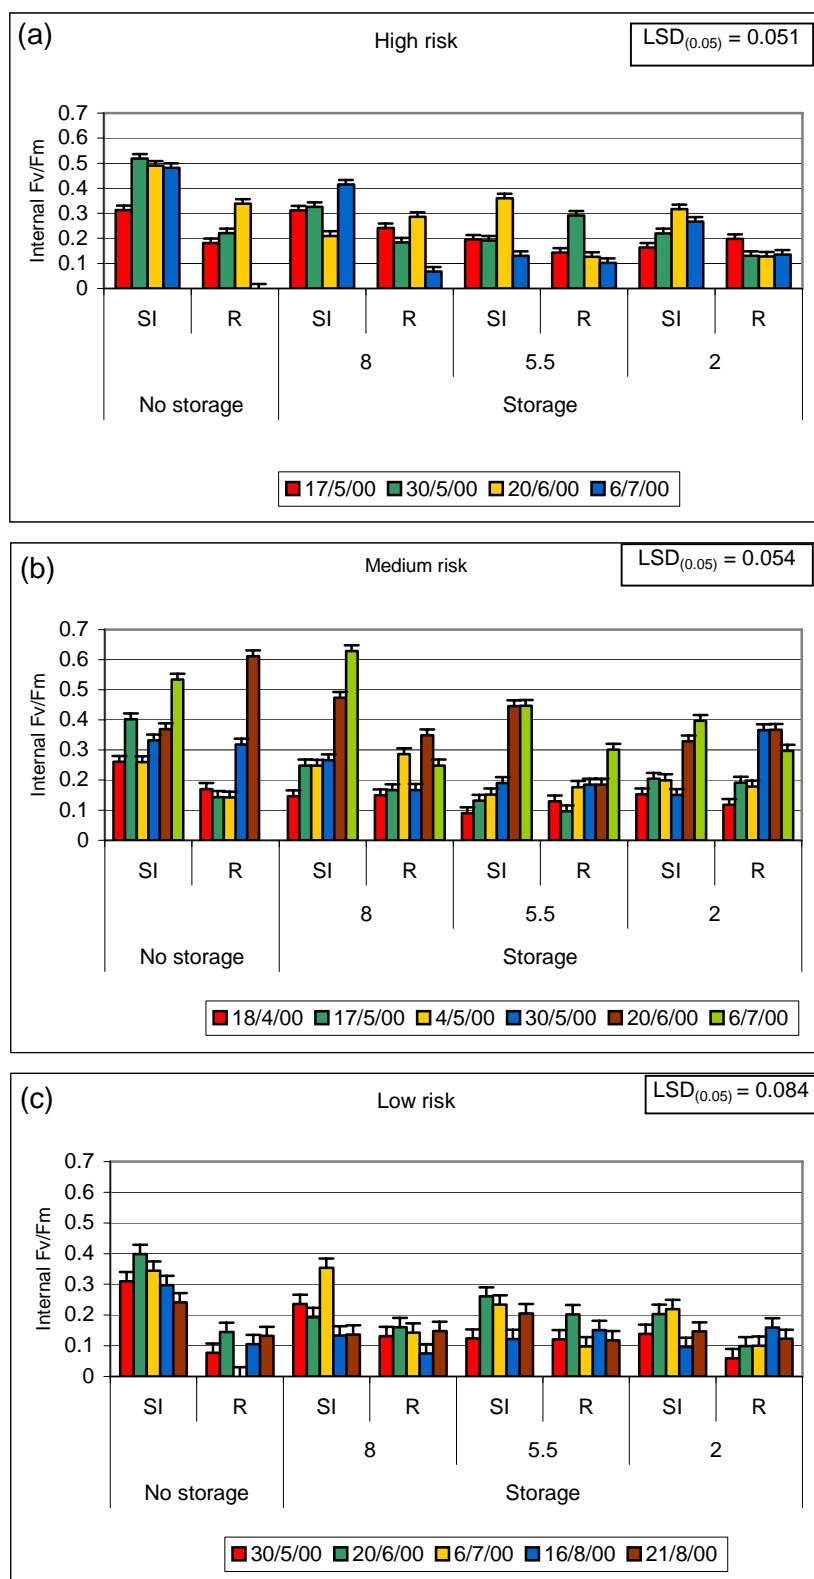 (a)
High risk
LSD(0.05) = 0.051
Internal Fv/Fm
0.7
0.6
0.5
0.4
0.3
0.2
0.1
0
SI R SI R SI R SI R
8 5.5 2
No storage Storage
17/5/00 30/5/00 20/6/00 6/7/00
(b)
Medium risk
LSD(0.05) = 0.054
Internal Fv/Fm
0.7
0.6
0.5
0.4
0.3
0.2
0.1
0
SI R SI R SI R SI R
8 5.5 2
No storage Storage
18/4/00 17/5/00 4/5/00 30/5/00 20/6/00 6/7/00
(c)
Low risk
LSD(0.05) = 0.084
Internal Fv/Fm
0.7
0.6
0.5
0.4
0.3
0.2
0.1
0
SI R SI R SI R SI R
8 5.5 2
No storage Storage
30/5/00 20/6/00 6/7/00 16/8/00 21/8/00